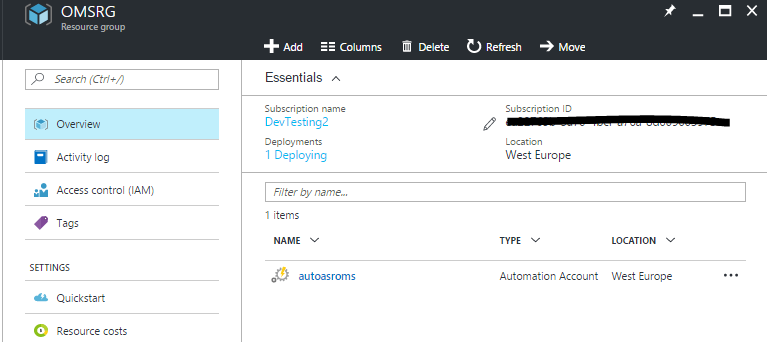 OMSRG
Resource group
Add
Columns
Delete
Refresh
Move
Search (Ctrl+/)
Overview
Activity log
Access control (IAM)
Tags
SETTINGS
Quickstart
Resource costs
Essentials
Subscription name
DevTesting2
Deployments
1 Deploying
Subscription ID
Location
West Europe
Filter by name...
1 items
NAME TYPE LOCATION
autoasroms Automation Account West Europe